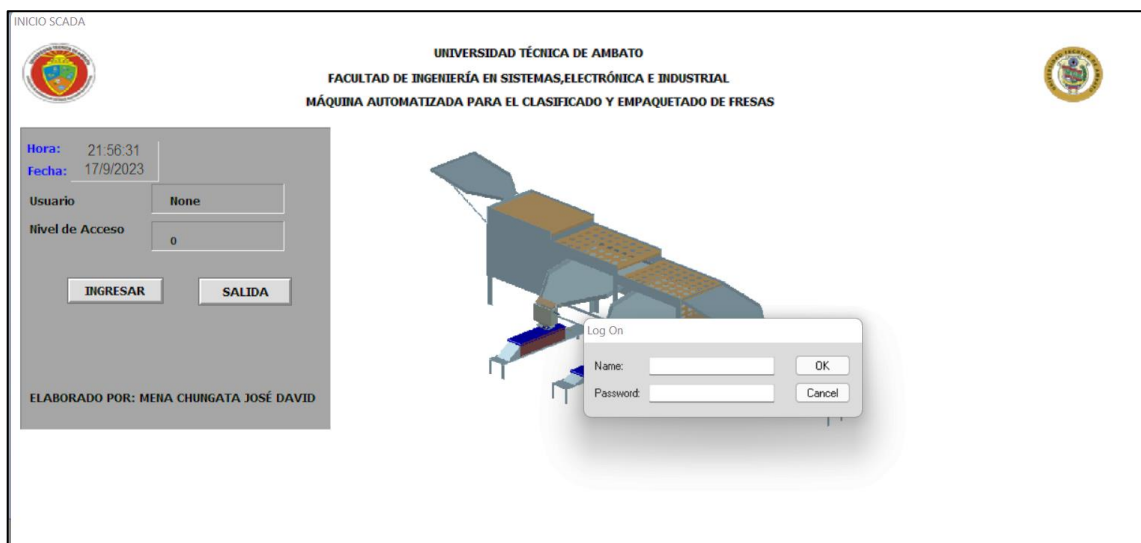 INICIO SCADA
UNIVERSIDAD TÉCNICA DE AMBATO
FACULTAD DE INGENIERÍA EN SISTEMAS,ELECTRÓNICA E INDUSTRIAL
MÁQUINA AUTOMATIZADA PARA EL CLASIFICADO Y EMPAQUETADO DE FRESAS
Hora: 21:56:31
Fecha: 17/9/2023
Usuario None
Nivel de Acceso 0
INGRESAR SALIDA
ELABORADO POR: MENA CHUNGATA JOSÉ DAVID
Log On
Name: OK
Password: Cancel